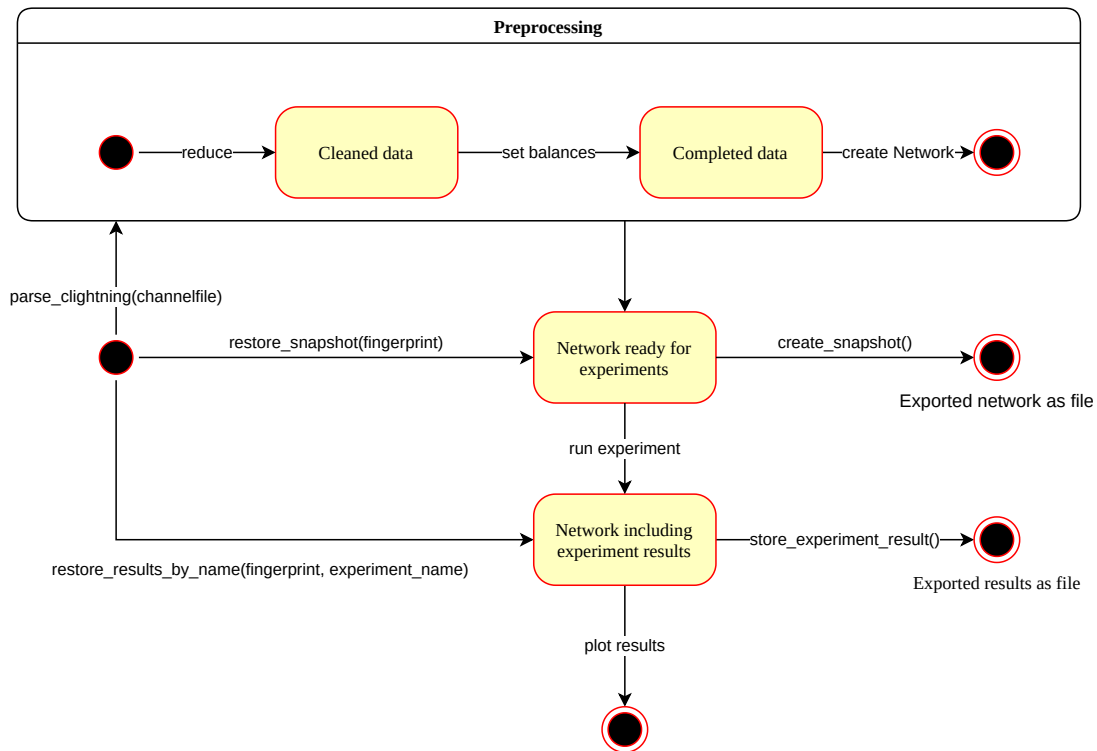 Preprocessing
reduce
Cleaned data
set balances
Completed data
create Network
parse_clightning(channelfile)
restore_snapshot(fingerprint)
Network ready for
experiments
create_snapshot()
Exported network as file
run experiment
Network including
experiment results
store_experiment_result()
restore_results_by_name(fingerprint, experiment_name)
Exported results as file
plot results